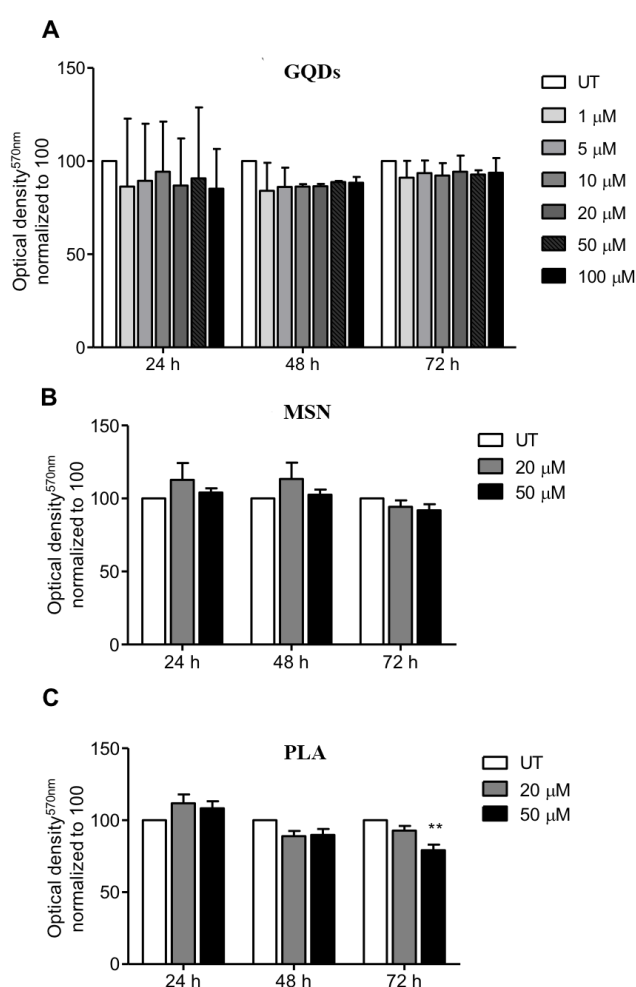 A
GQDs
Optical density570nm
normalized to 100
150
100
50
0
24 h
48 h
72 h
UT
1 μM
5 μM
10 μM
20 μM
50 μM
100 μM
B
MSN
Optical density570nm
normalized to 100
150
100
50
0
24 h
48 h
72 h
UT
20 μM
50 μM
C
PLA
Optical density570nm
normalized to 100
150
100
50
0
**
24 h
48 h
72 h
UT
20 μM
50 μM